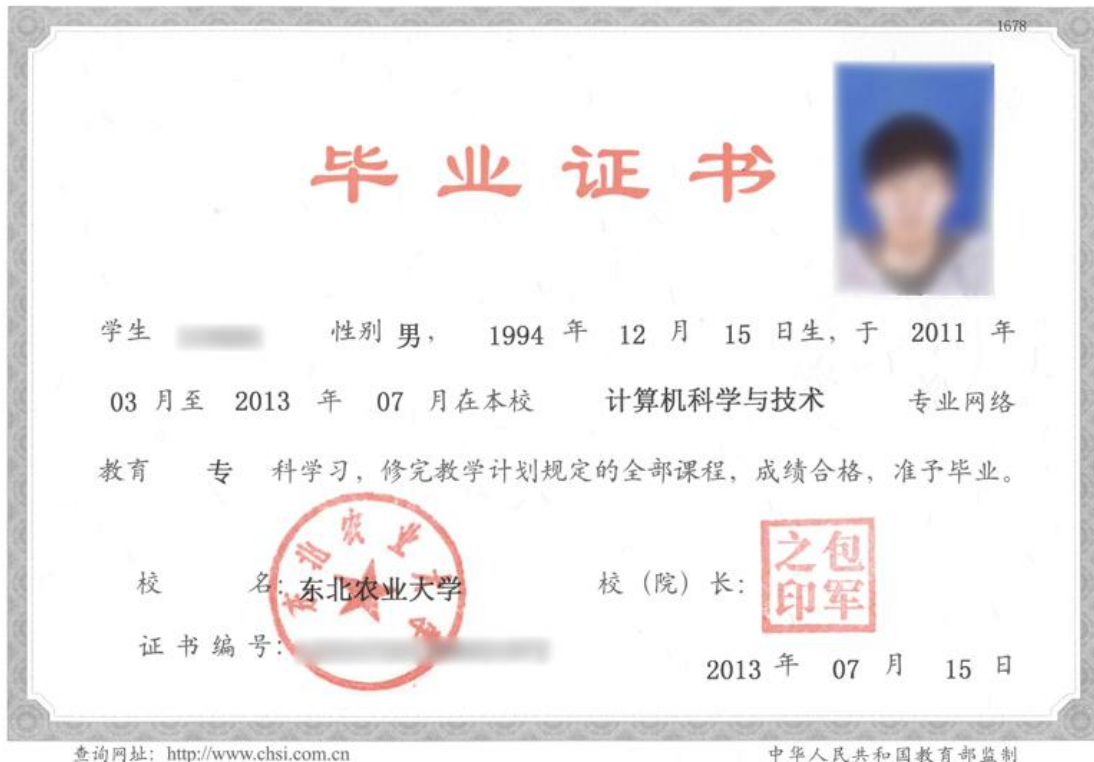 1678
毕业证书
学生 性别 男， 1994 年 12 月 15 日生，于 2011 年
03 月至 2013 年 07 月在本校 计算机科学与技术 专业网络
教育 专 科学习，修完教学计划规定的全部课程，成绩合格，准予毕业。
东北农业大学
校 名：东北农业大学 校（院）长：
包军之印
证书编号：
2013 年 07 月 15 日
查询网址：http://www.chsi.com.cn 中华人民共和国教育部监制